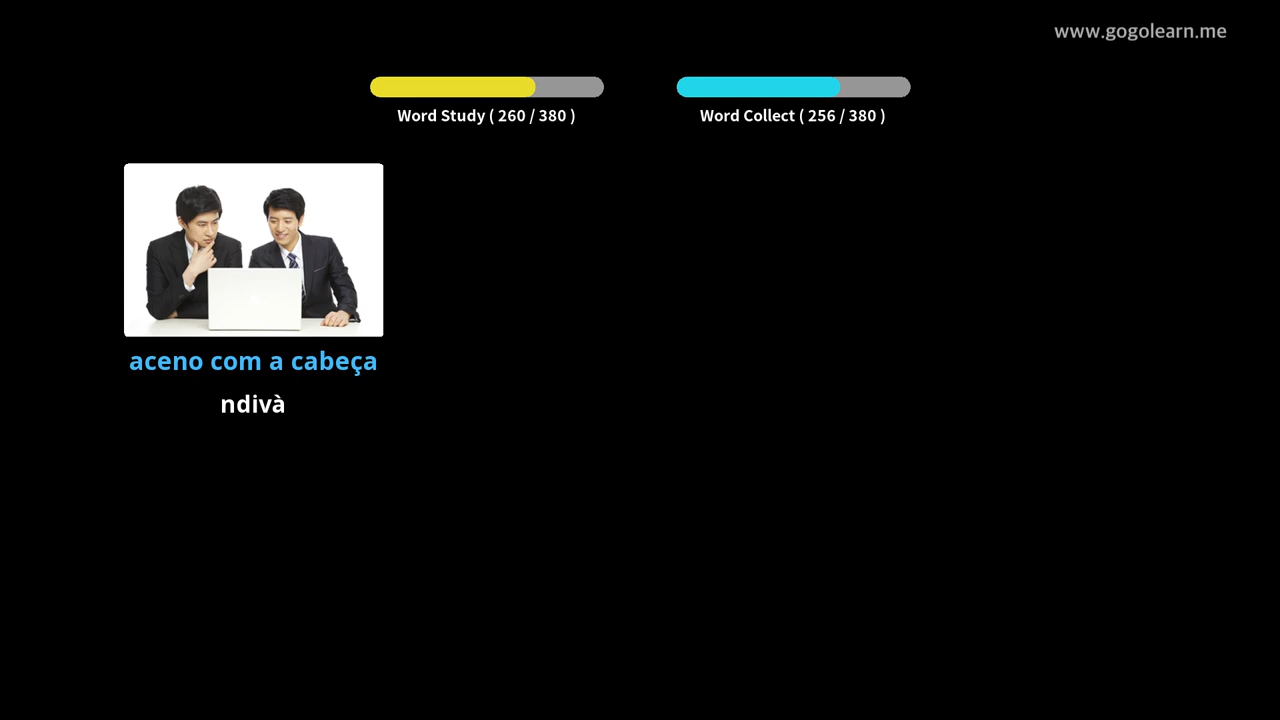 www.gogolearn.me
Word Study ( 260 / 380 )
Word Collect ( 256 / 380 )
aceno com a cabeça
ndivà